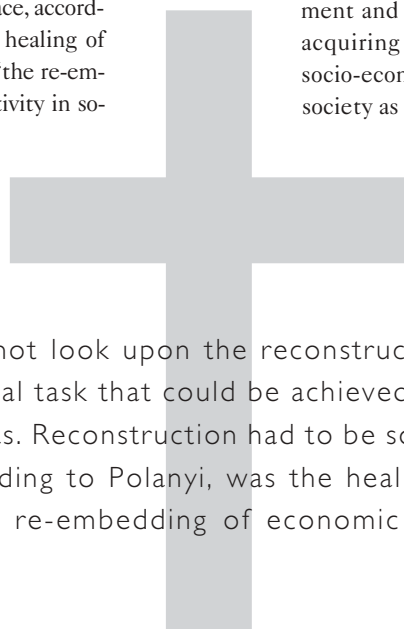 ace, accord-
healing of
the re-em-
tivity in so-
ment and
acquiring
socio-econ
society as
not look upon the reconstruc
al task that could be achieved
s. Reconstruction had to be so
ding to Polanyi, was the heal
re-embedding of economic